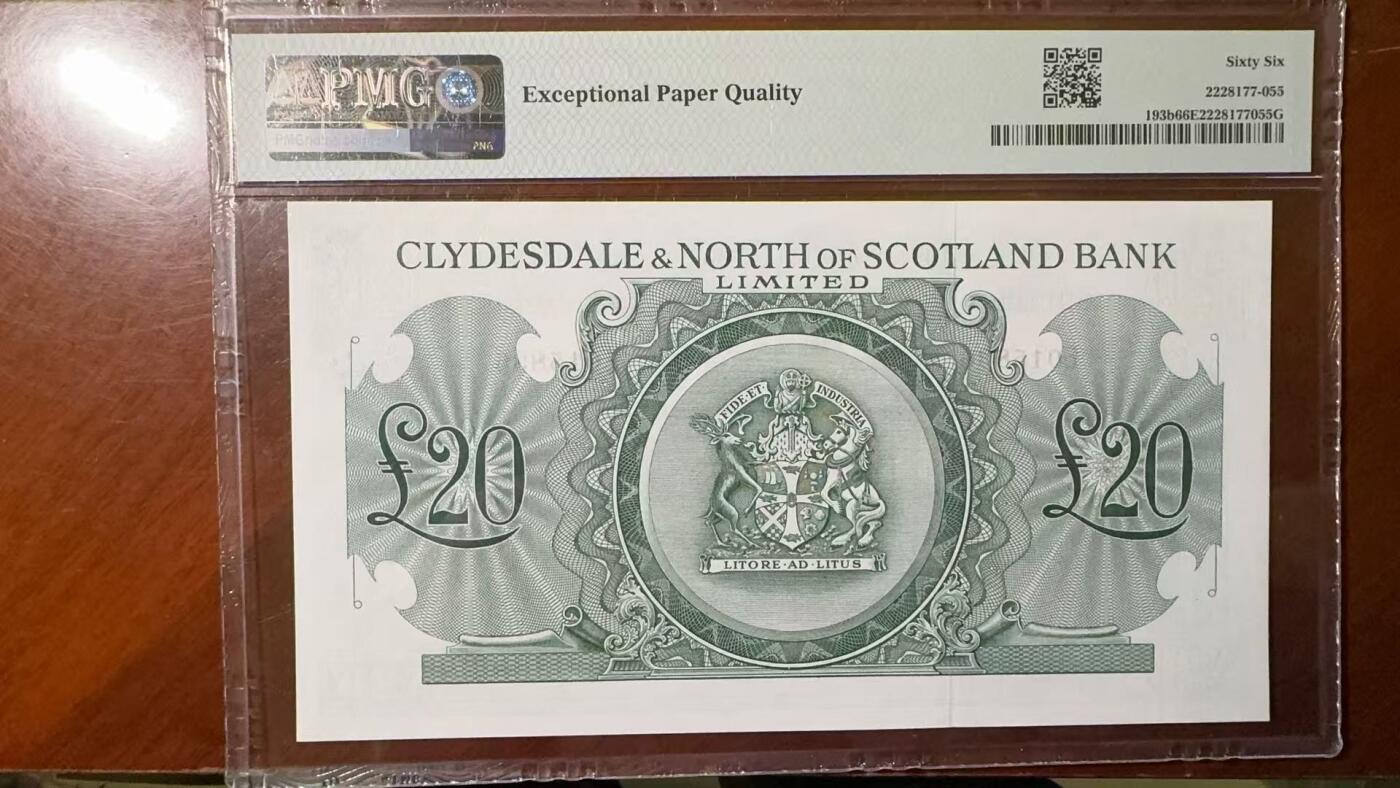 PMG
Exceptional Paper Quality
Sixty Six
2228177-055
193b66E2228177055G
PMG
CLYDESDALE & NORTH OF SCOTLAND BANK
LIMITED
FIDE·ET· INDUSTRIA
£20
£20
LITORE·AD·LITUS